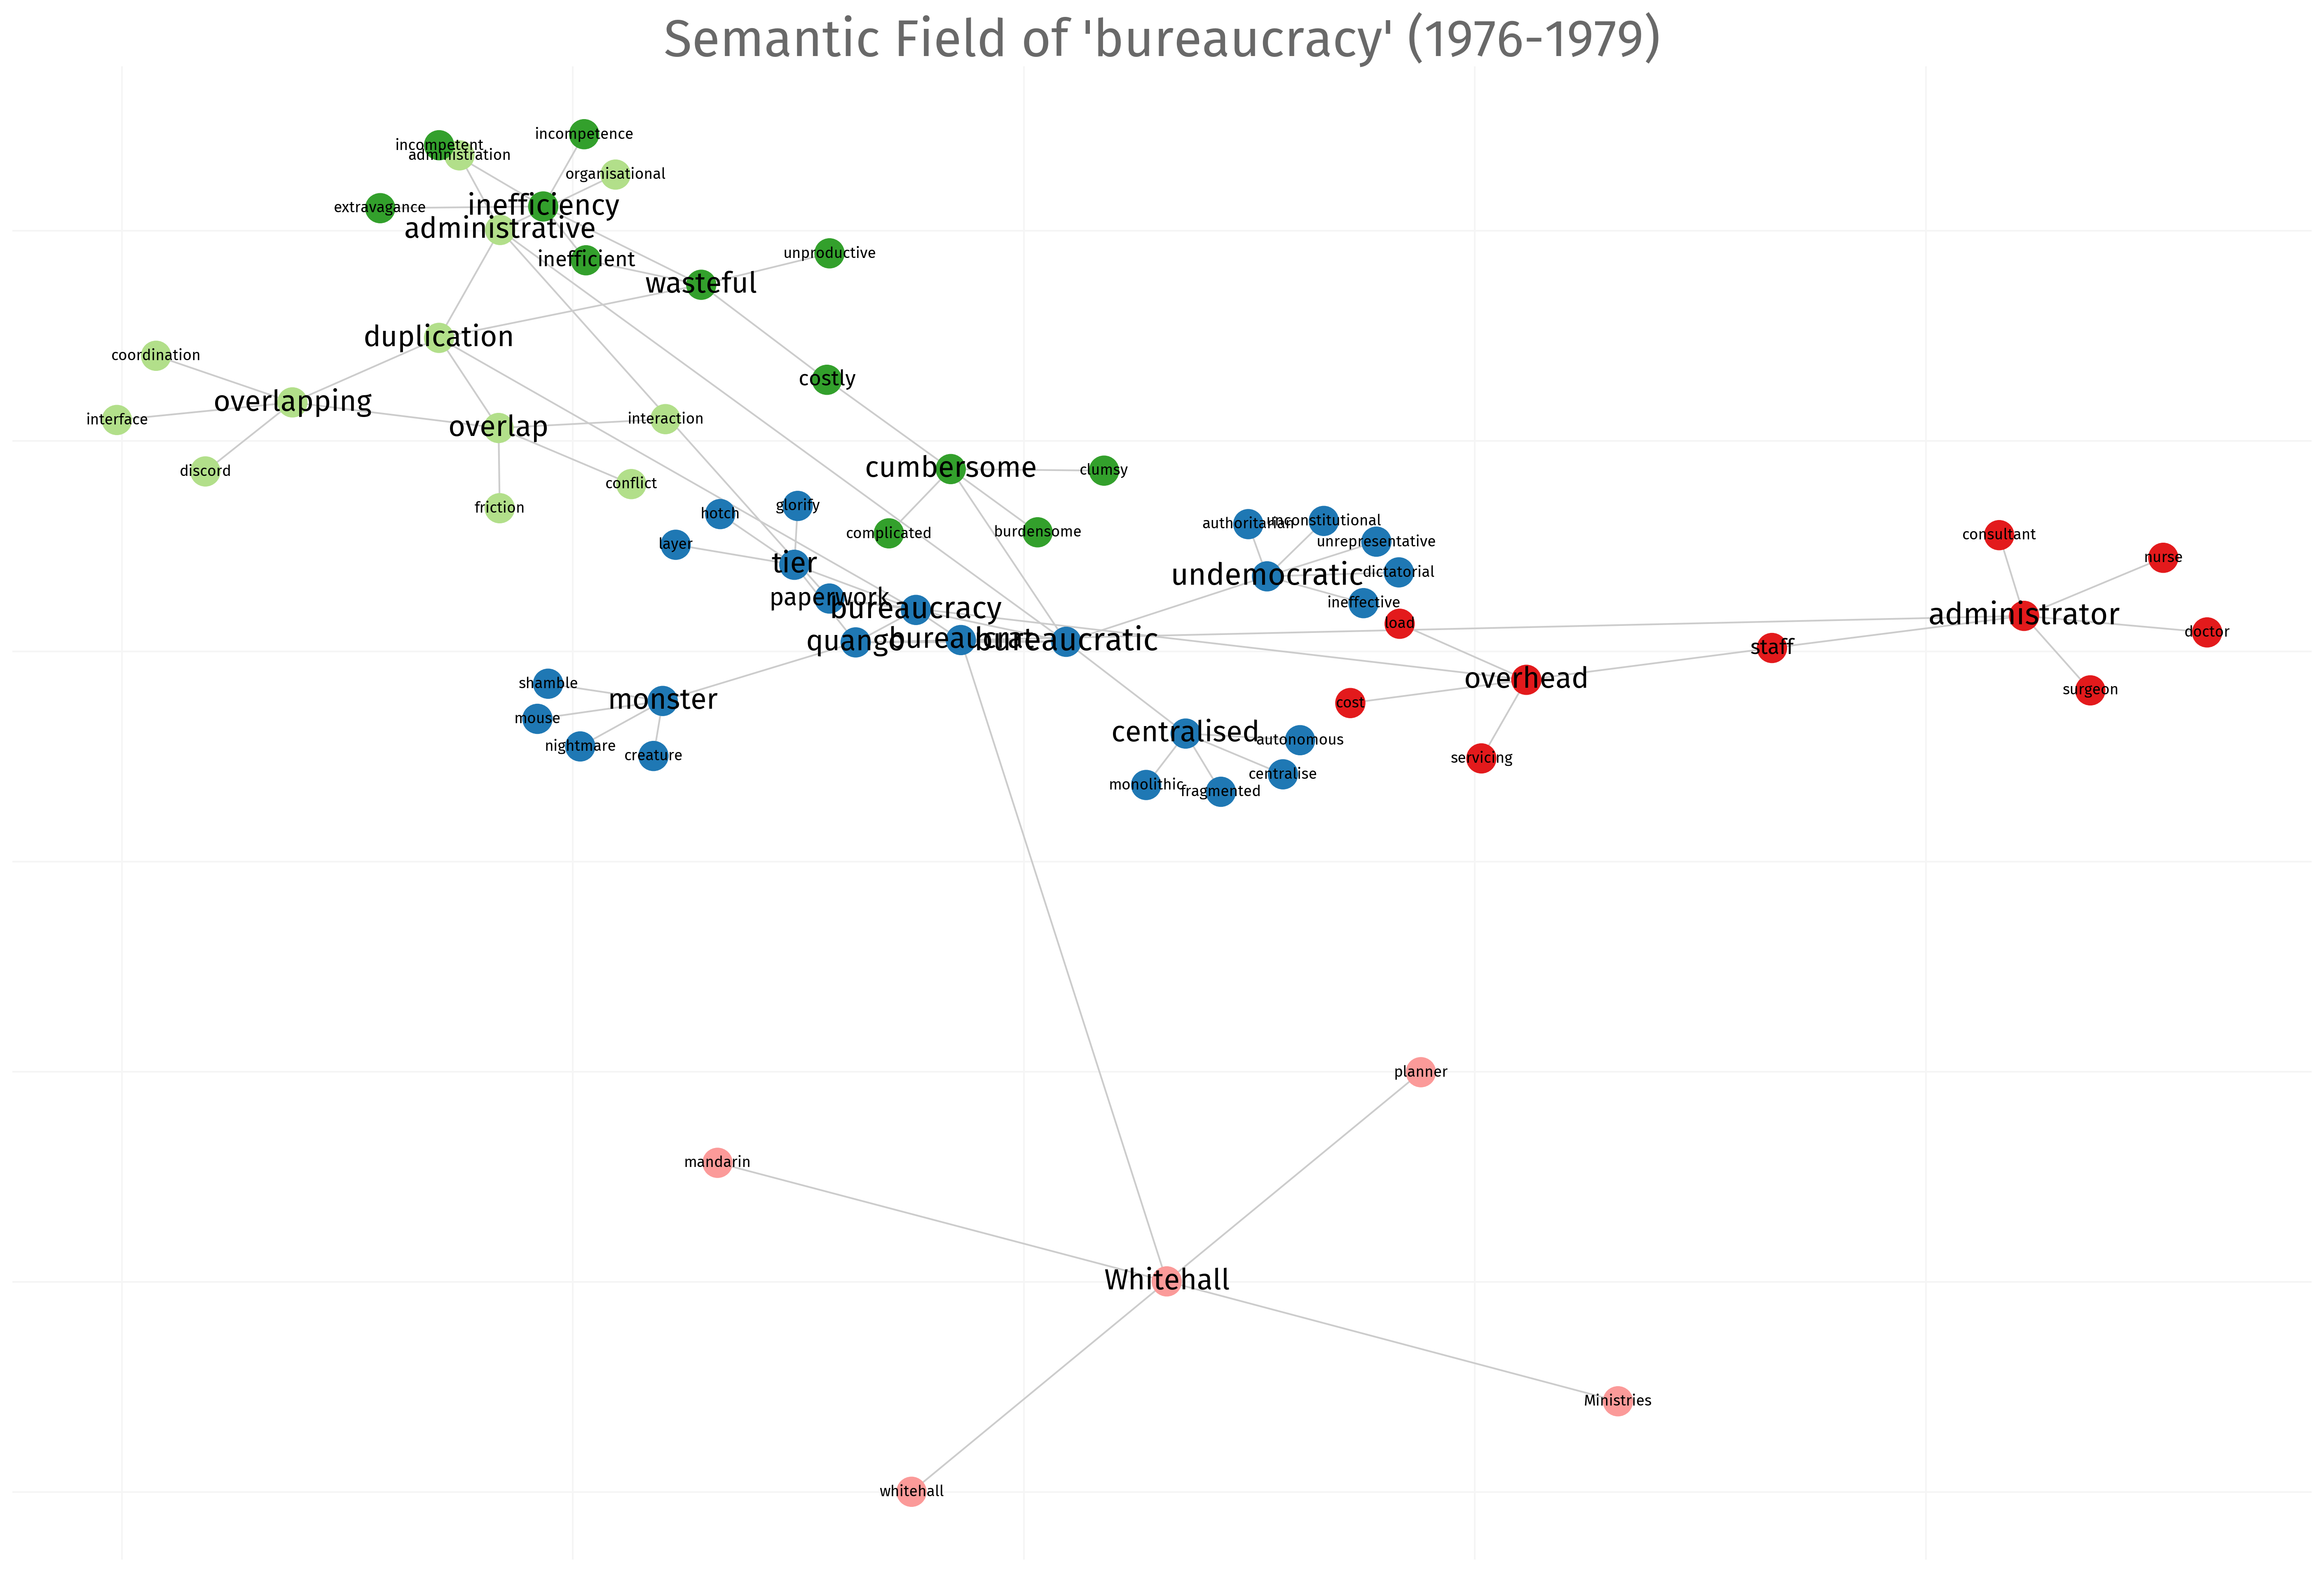 Semantic Field of 'bureaucracy' (1976-1979)
incompetence
incompetent
administration
organisational
extravagance
inefficiency
administrative
inefficient
unproductive
wasteful
duplication
coordination
costly
overlapping
interface
interaction
overlap
cumbersome
clumsy
discord
conflict
friction
glorify
hotch
complicated
burdensome
authoritarian
unconstitutional
unrepresentative
consultant
layer
nurse
tier
undemocratic
dictatorial
paperwork
ineffective
bureaucracy
administrator
load
doctor
quango
bureaucrat
bureaucratic
staff
overhead
shamble
surgeon
monster
cost
mouse
centralised
autonomous
nightmare
creature
servicing
centralise
monolithic
fragmented
planner
mandarin
Whitehall
Ministries
whitehall